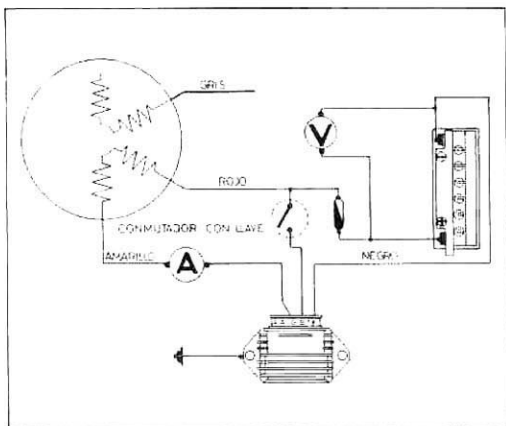 GRIS
V
ROJO
CONMUTADOR CON LLAVE
AMARILLO
A
NEGRO